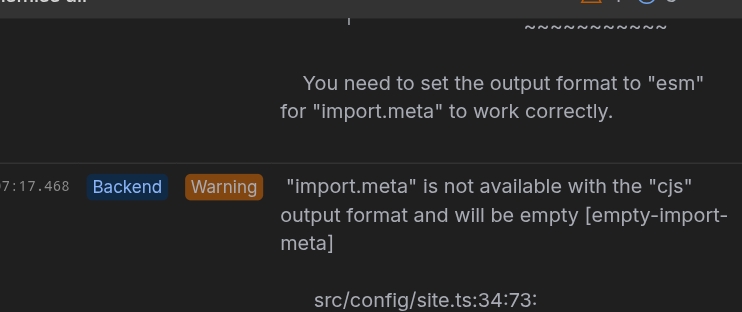 ~~~~~~~~~~~
You need to set the output format to "esm"
for "import.meta" to work correctly.
7:17.468 Backend Warning "import.meta" is not available with the "cjs"
output format and will be empty [empty-import-
meta]
src/config/site.ts:34:73: